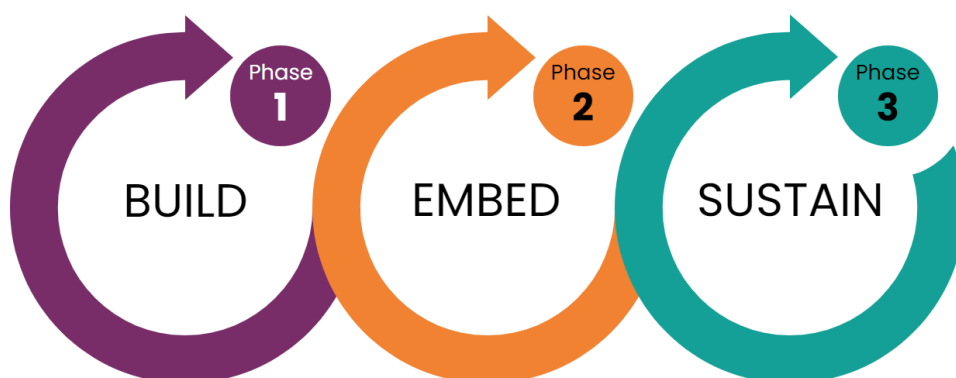 Phase
1
BUILD
Phase
2
EMBED
Phase
3
SUSTAIN